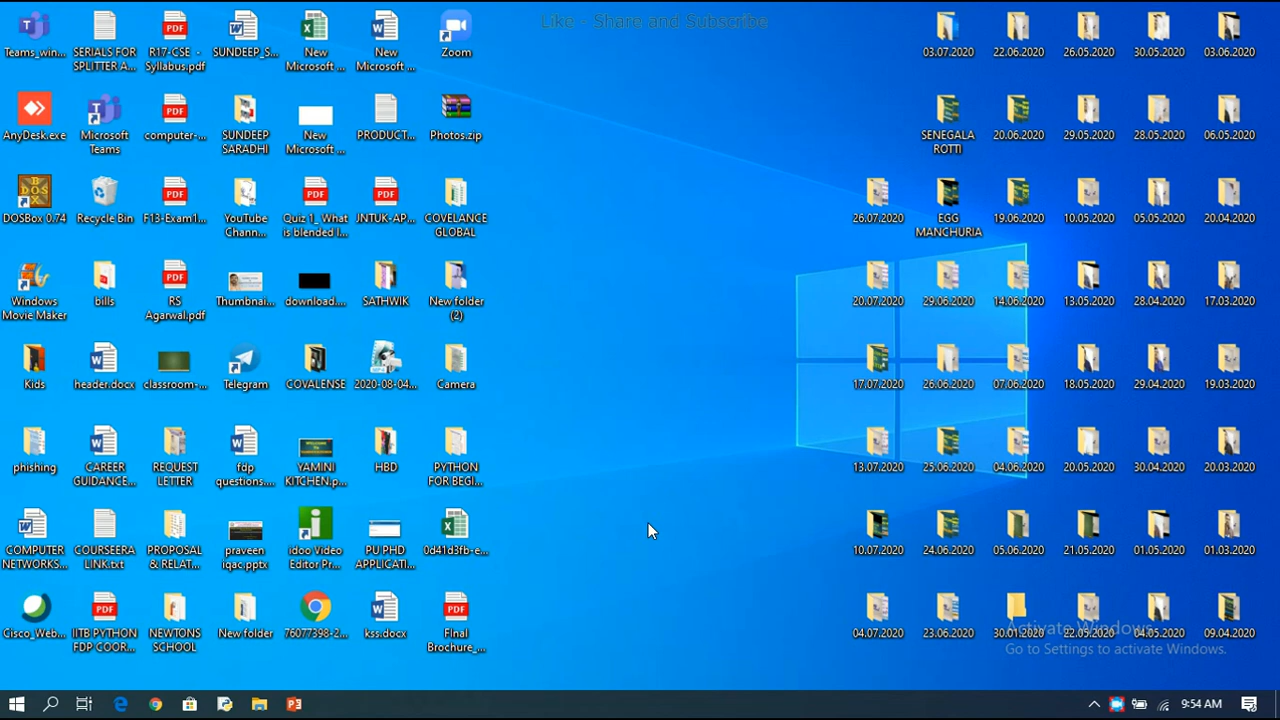 Like - Share and Subscribe
Teams_win...
SERIALS FOR
SPLITTER A...
R17-CSE -
Syllabus.pdf
SUNDEEP_S...
New
Microsoft ...
New
Microsoft ...
Zoom
03.07.2020
22.06.2020
26.05.2020
30.05.2020
03.06.2020
AnyDesk.exe
Microsoft
Teams
computer-...
SUNDEEP
SARADHI
New
Microsoft ...
PRODUCT...
Photos.zip
SENEGALA
ROTTI
20.06.2020
29.05.2020
28.05.2020
06.05.2020
DOSBox 0.74
Recycle Bin
F13-Exam1...
YouTube
Chann...
Quiz 1_ What
is blended l...
JNTUK-AP...
COVELANCE
GLOBAL
26.07.2020
EGG
MANCHURIA
19.06.2020
10.05.2020
05.05.2020
20.04.2020
Windows
Movie Maker
bills
RS
Agarwal.pdf
Thumbnai...
download....
SATHWIK
New folder
(2)
20.07.2020
29.06.2020
14.06.2020
13.05.2020
28.04.2020
17.03.2020
Kids
header.docx
classroom-...
Telegram
COVALENSE
2020-08-04...
Camera
17.07.2020
26.06.2020
07.06.2020
18.05.2020
29.04.2020
19.03.2020
phishing
CAREER
GUIDANCE...
REQUEST
LETTER
fdp
questions....
YAMINI
KITCHEN.p...
HBD
PYTHON
FOR BEGI...
13.07.2020
25.06.2020
04.06.2020
20.05.2020
30.04.2020
20.03.2020
COMPUTER
NETWORKS...
COURSEERA
LINK.txt
PROPOSAL
& RELAT...
praveen
iqac.pptx
idoo Video
Editor Pr...
PU PHD
APPLICATI...
0d41d3fb-e...
10.07.2020
24.06.2020
05.06.2020
21.05.2020
01.05.2020
01.03.2020
Cisco_Web...
IITB PYTHON
FDP COOR...
NEWTONS
SCHOOL
New folder
76077398-2...
kss.docx
FInal
Brochure_...
04.07.2020
23.06.2020
30.01.2020
22.05.2020
04.05.2020
09.04.2020
Activate Windows
Go to Settings to activate Windows.
9:54 AM